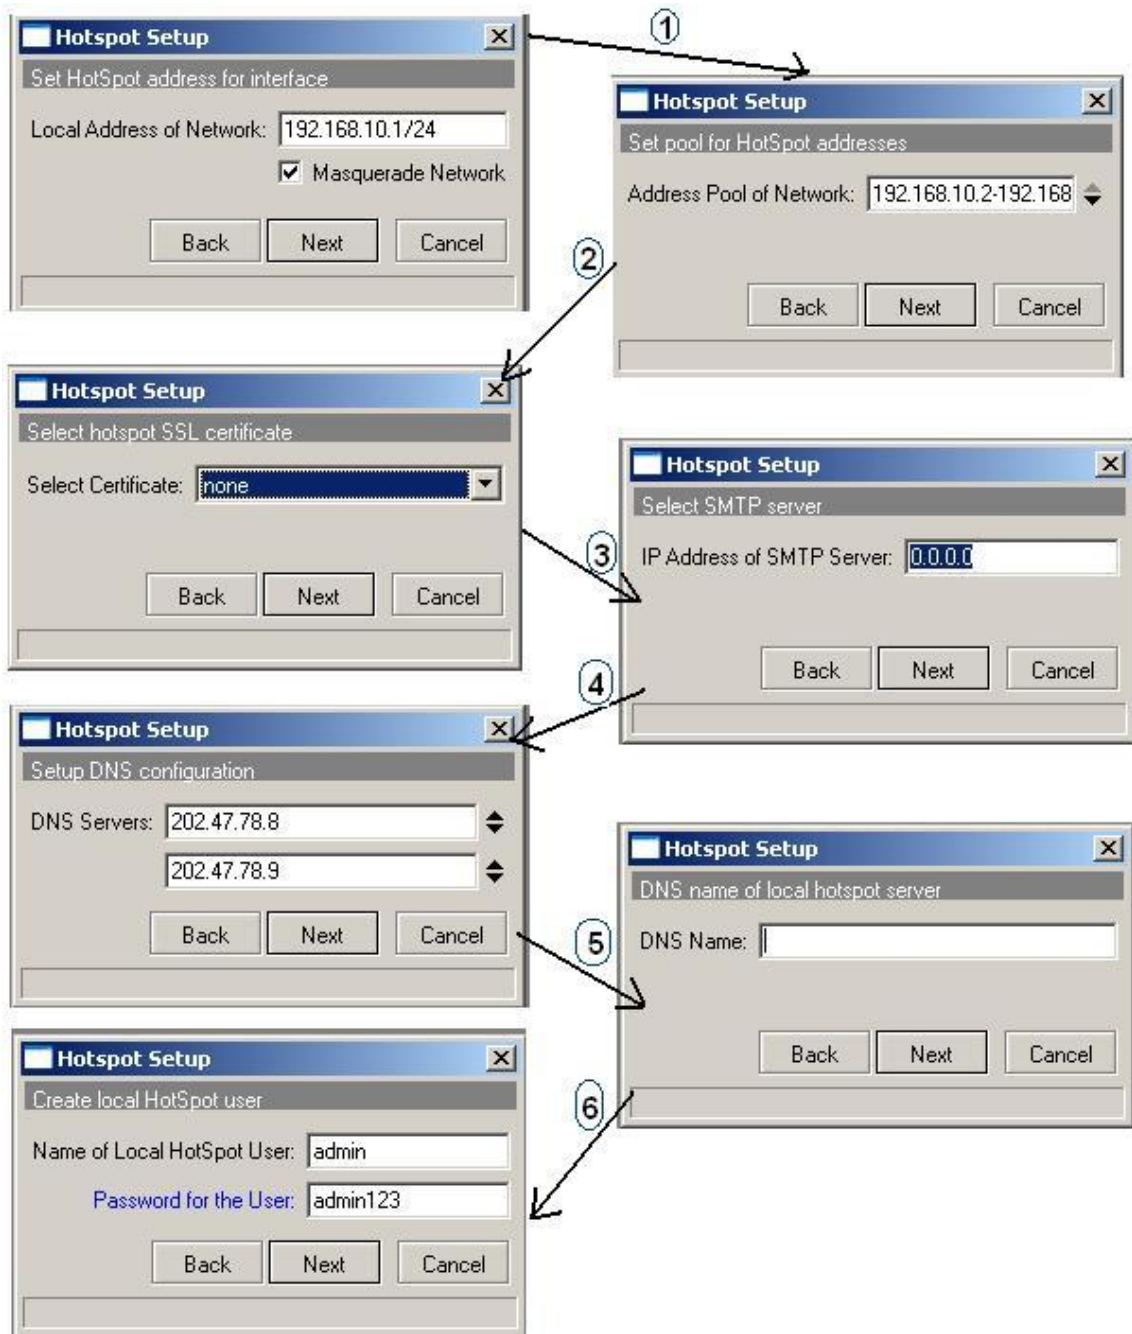 Hotspot Setup
Set HotSpot address for interface
Local Address of Network: 192.168.10.1/24
Masquerade Network
Back Next Cancel
1
Hotspot Setup
Set pool for HotSpot addresses
Address Pool of Network: 192.168.10.2-192.168
Back Next Cancel
2
Hotspot Setup
Select hotspot SSL certificate
Select Certificate: none
Back Next Cancel
3
Hotspot Setup
Select SMTP server
IP Address of SMTP Server: 0.0.0.0
Back Next Cancel
4
Hotspot Setup
Setup DNS configuration
DNS Servers: 202.47.78.8
202.47.78.9
Back Next Cancel
5
Hotspot Setup
DNS name of local hotspot server
DNS Name:
Back Next Cancel
6
Hotspot Setup
Create local HotSpot user
Name of Local HotSpot User: admin
Password for the User: admin123
Back Next Cancel